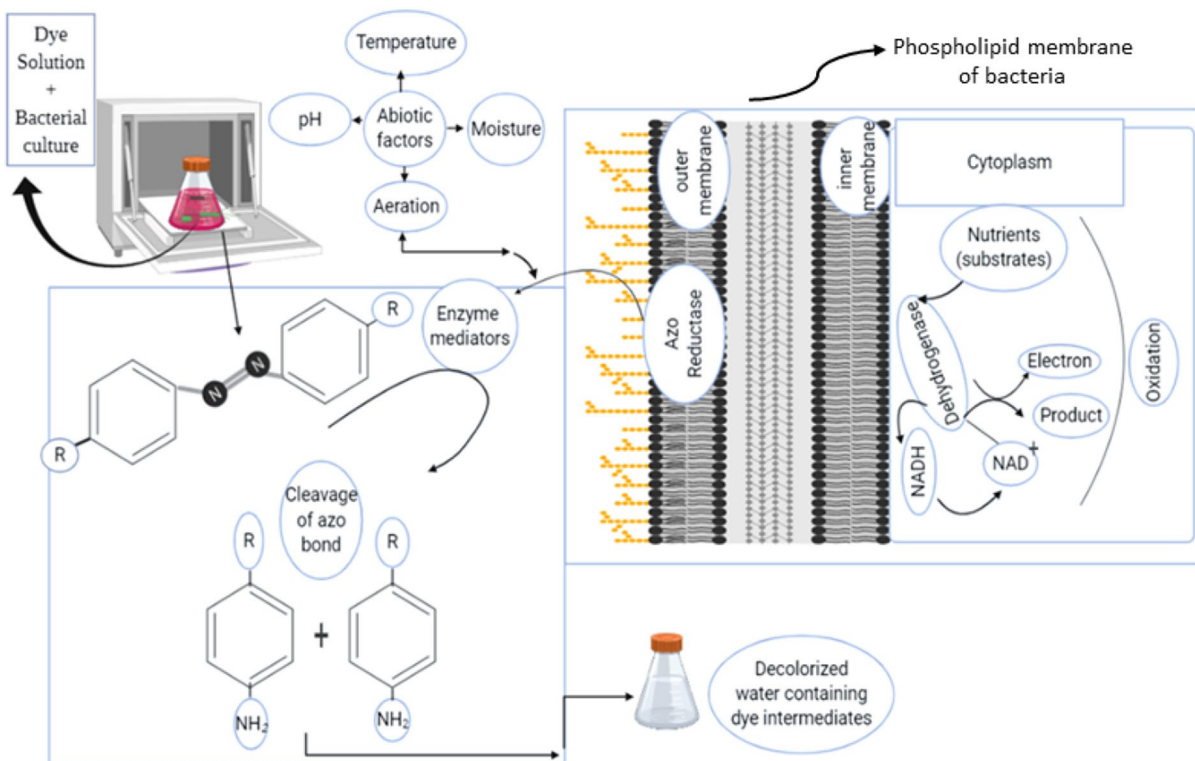 Dye
Solution
+
Bacterial
culture
Temperature
pH
Abiotic
factors
Moisture
Aeration
Phospholipid membrane
of bacteria
outer
membrane
inner
membrane
Cytoplasm
Nutrients
(substrates)
Azo
Reductase
Dehydrogenase
Electron
Product
Oxidation
NADH
NAD+
Enzyme
mediators
R
N
N
R
Cleavage
of azo
bond
R
R
+
NH2
NH2
Decolorized
water containing
dye intermediates